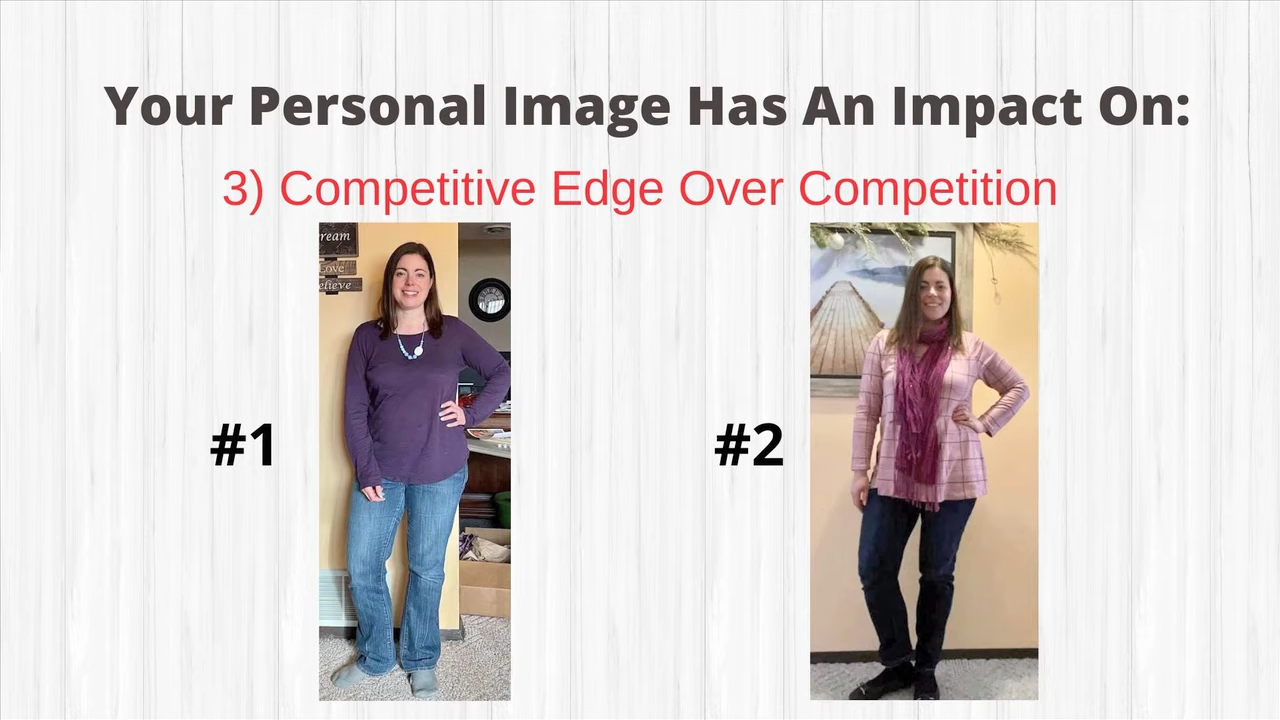 Your Personal Image Has An Impact On:
3) Competitive Edge Over Competition
ream
Love
elieve
#1
#2